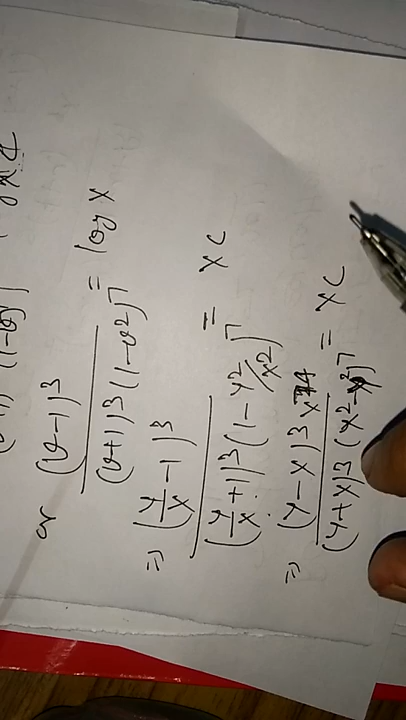 or (v-1)^3 / (v+1)^3 (1-v^2)^7 = log x
=> (y/x - 1)^3 / (y/x + 1)^3 (1 - y^2/x^2)^7 = xc
=> (y-x)^3 x^14 / (y+x)^3 (x^2-y^2)^7 = xc